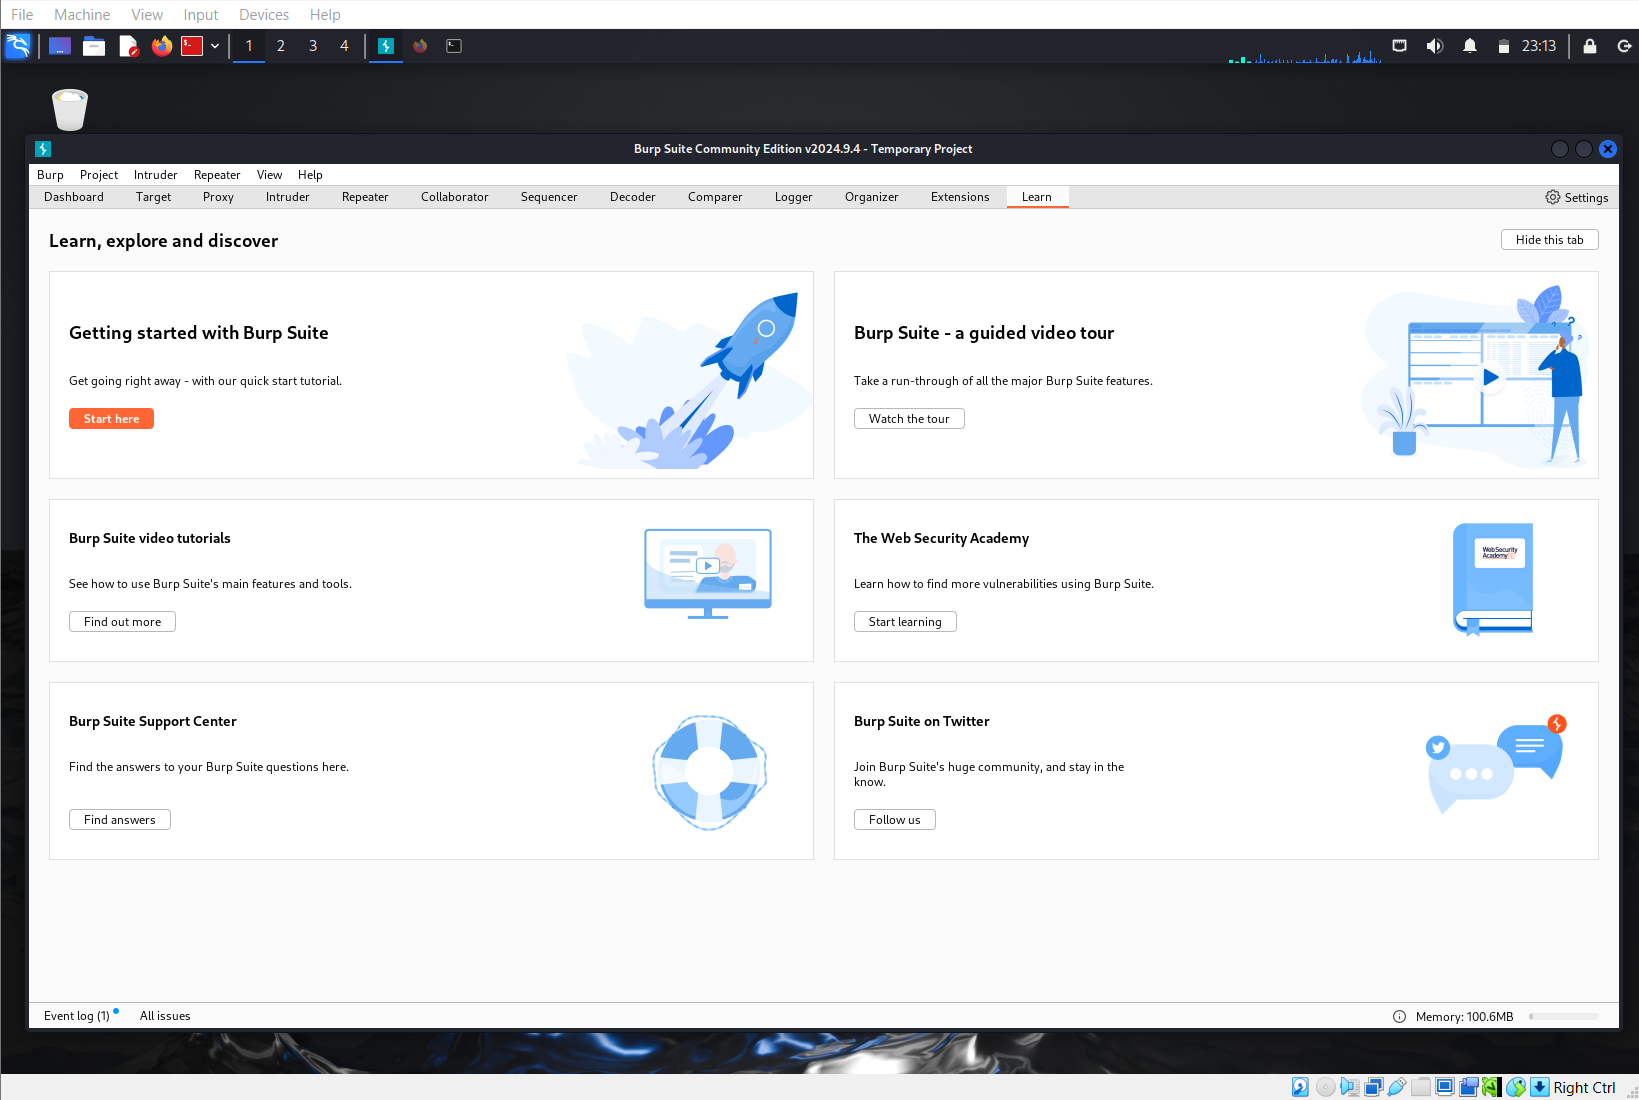 File Machine View Input Devices Help
1 2 3 4 23:13
Burp Suite Community Edition v2024.9.4 - Temporary Project
Burp Project Intruder Repeater View Help
Dashboard Target Proxy Intruder Repeater Collaborator Sequencer Decoder Comparer Logger Organizer Extensions Learn Settings
Learn, explore and discover
Hide this tab
Getting started with Burp Suite
Get going right away - with our quick start tutorial.
Start here
Burp Suite - a guided video tour
Take a run-through of all the major Burp Suite features.
Watch the tour
Burp Suite video tutorials
See how to use Burp Suite's main features and tools.
Find out more
The Web Security Academy
Learn how to find more vulnerabilities using Burp Suite.
Start learning
WebSecurity
Academy
Burp Suite Support Center
Find the answers to your Burp Suite questions here.
Find answers
Burp Suite on Twitter
Join Burp Suite's huge community, and stay in the
know.
Follow us
Event log (1) All issues
Memory: 100.6MB
Right Ctrl